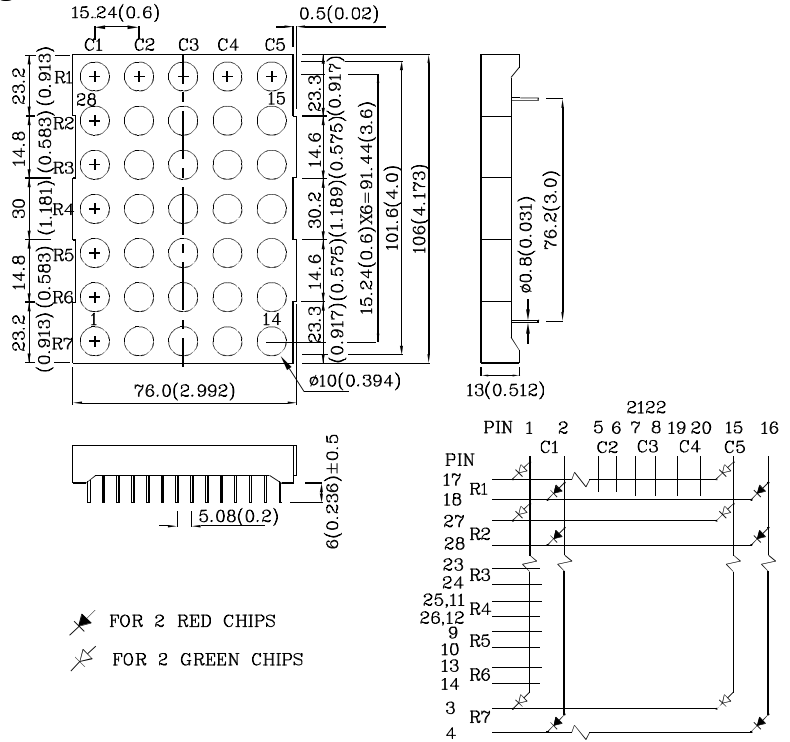 15.24(0.6)
0.5(0.02)
C1 C2 C3 C4 C5
R1
28 15
R2
R3
R4
R5
R6
1 14
R7
23.2 (0.913)
14.8 (0.583)
30 (1.181)
14.8 (0.583)
23.2 (0.913)
23.3 (0.917)
14.6 (0.575)
30.2 (1.189)
14.6 (0.575)
23.3 (0.917)
15.24(0.6)X6=91.44(3.6)
101.6(4.0)
106(4.173)
76.0(2.992)
ø10(0.394)
ø0.8(0.031)
76.2(3.0)
13(0.512)
5.08(0.2)
6(0.236)±0.5
FOR 2 RED CHIPS
FOR 2 GREEN CHIPS
2122
PIN 1 2 5 6 7 8 19 20 15 16
C1 C2 C3 C4 C5
PIN
17
R1
18
27
R2
28
23
R3
24
25,11
R4
26,12
9
R5
10
13
R6
14
3
R7
4